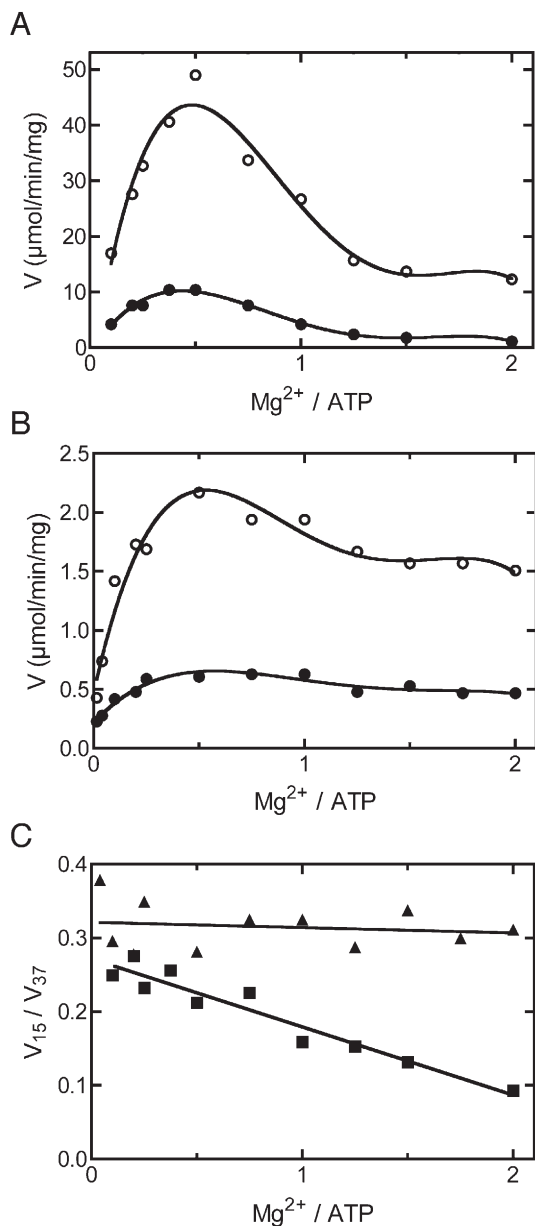 A
V (µmol/min/mg)
50
40
30
20
10
0
0 1 2
Mg²⁺ / ATP
B
V (µmol/min/mg)
2.5
2.0
1.5
1.0
0.5
0.0
0 1 2
Mg²⁺ / ATP
C
V₁₅ / V₃₇
0.4
0.3
0.2
0.1
0.0
0 1 2
Mg²⁺ / ATP